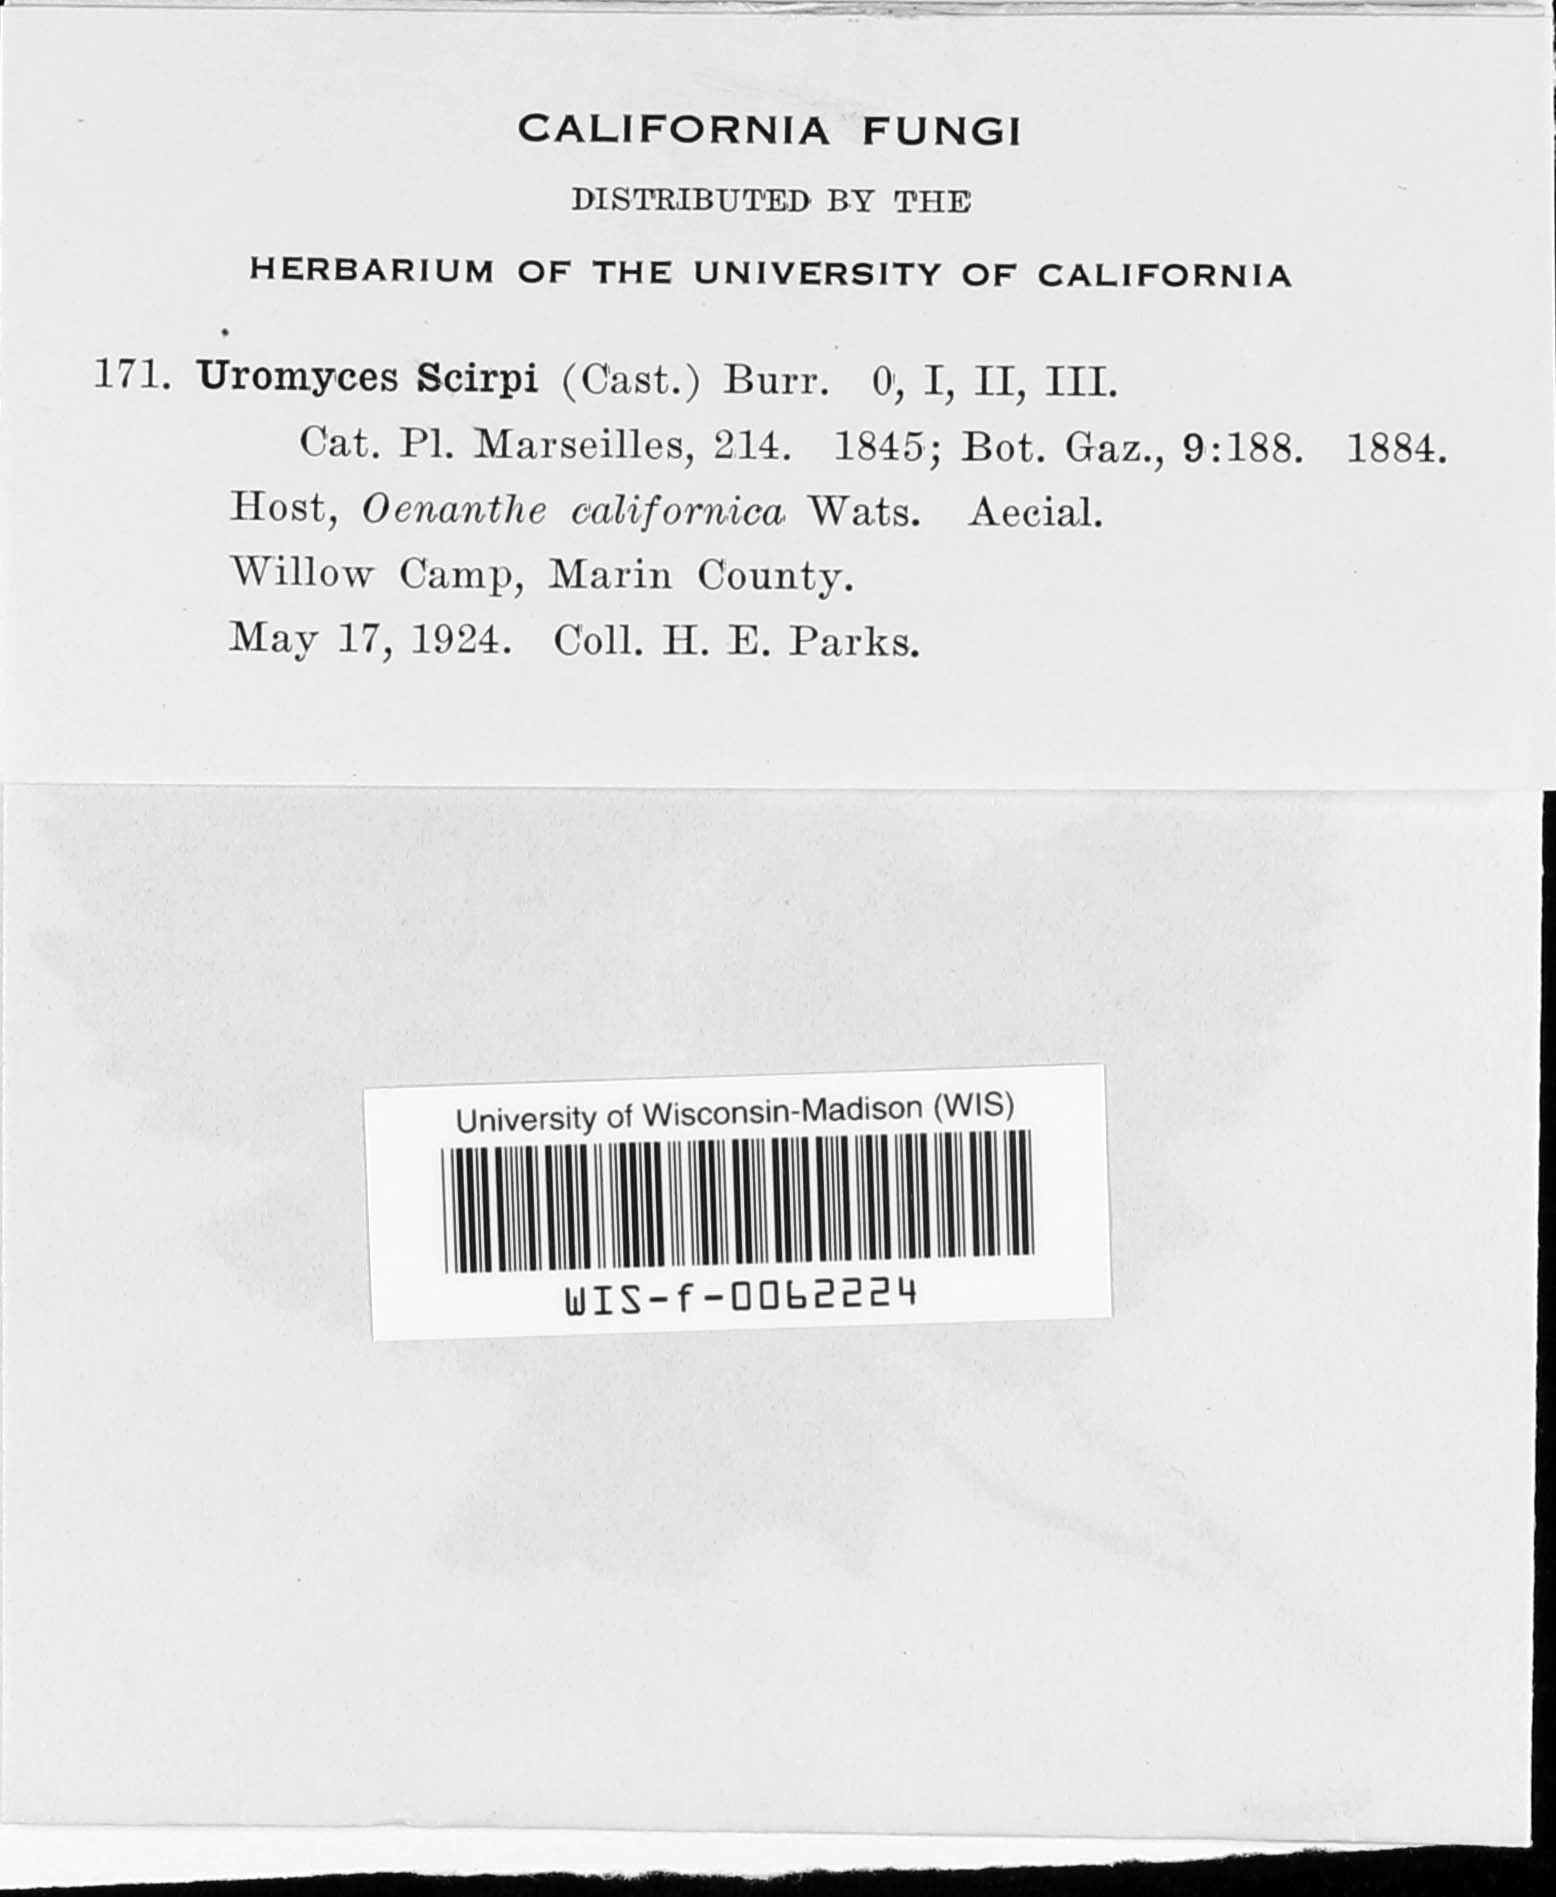 CALIFORNIA FUNGI
DISTRIBUTED BY THE
HERBARIUM OF THE UNIVERSITY OF CALIFORNIA
171. Uromyces Scirpi (Cast.) Burr. 0, I, II, III.
Cat. Pl. Marseilles, 214. 1845; Bot. Gaz., 9:188. 1884.
Host, Oenanthe californica Wats. Aecial.
Willow Camp, Marin County.
May 17, 1924. Coll. H. E. Parks.
University of Wisconsin-Madison (WIS)
WIS-f-0062224